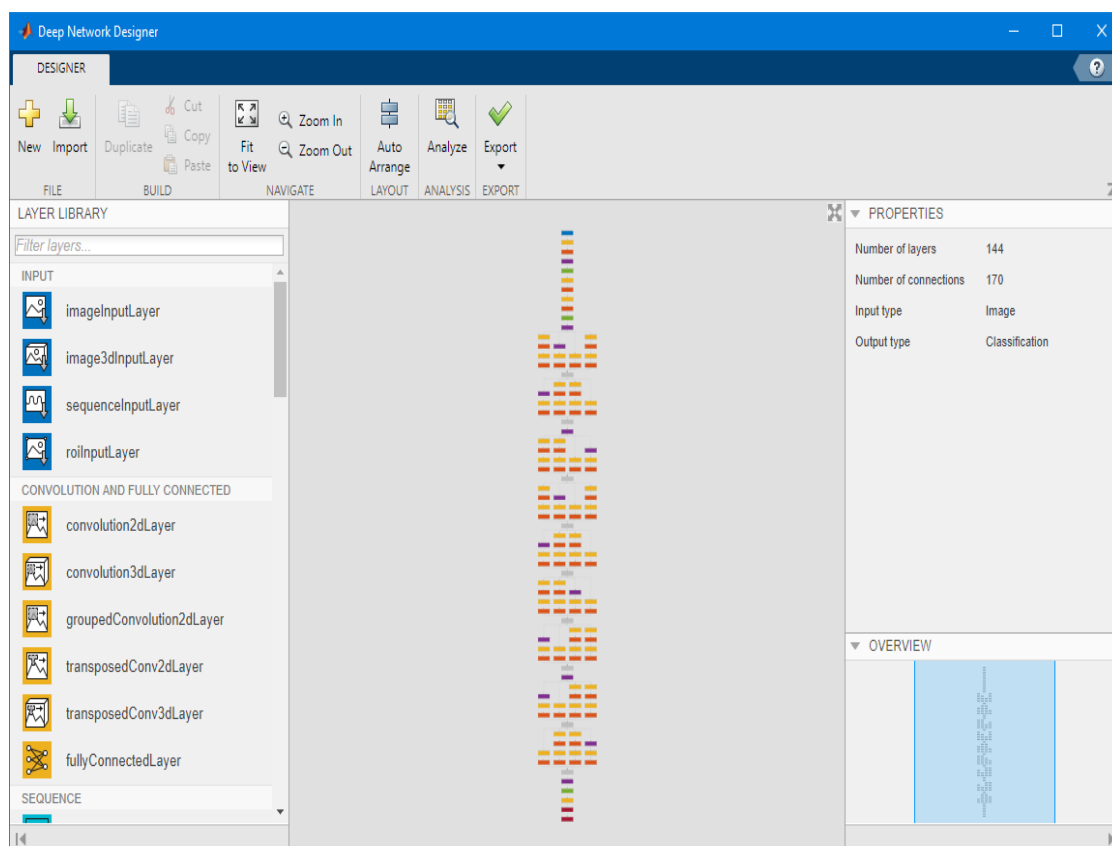 Deep Network Designer
DESIGNER
?
New Import Duplicate Cut Copy Paste Fit to View Zoom In Zoom Out Auto Arrange Analyze Export
FILE BUILD NAVIGATE LAYOUT ANALYSIS EXPORT
LAYER LIBRARY
Filter layers...
INPUT
imageInputLayer
image3dInputLayer
sequenceInputLayer
roiInputLayer
CONVOLUTION AND FULLY CONNECTED
convolution2dLayer
convolution3dLayer
groupedConvolution2dLayer
transposedConv2dLayer
transposedConv3dLayer
fullyConnectedLayer
SEQUENCE
PROPERTIES
Number of layers 144
Number of connections 170
Input type Image
Output type Classification
OVERVIEW